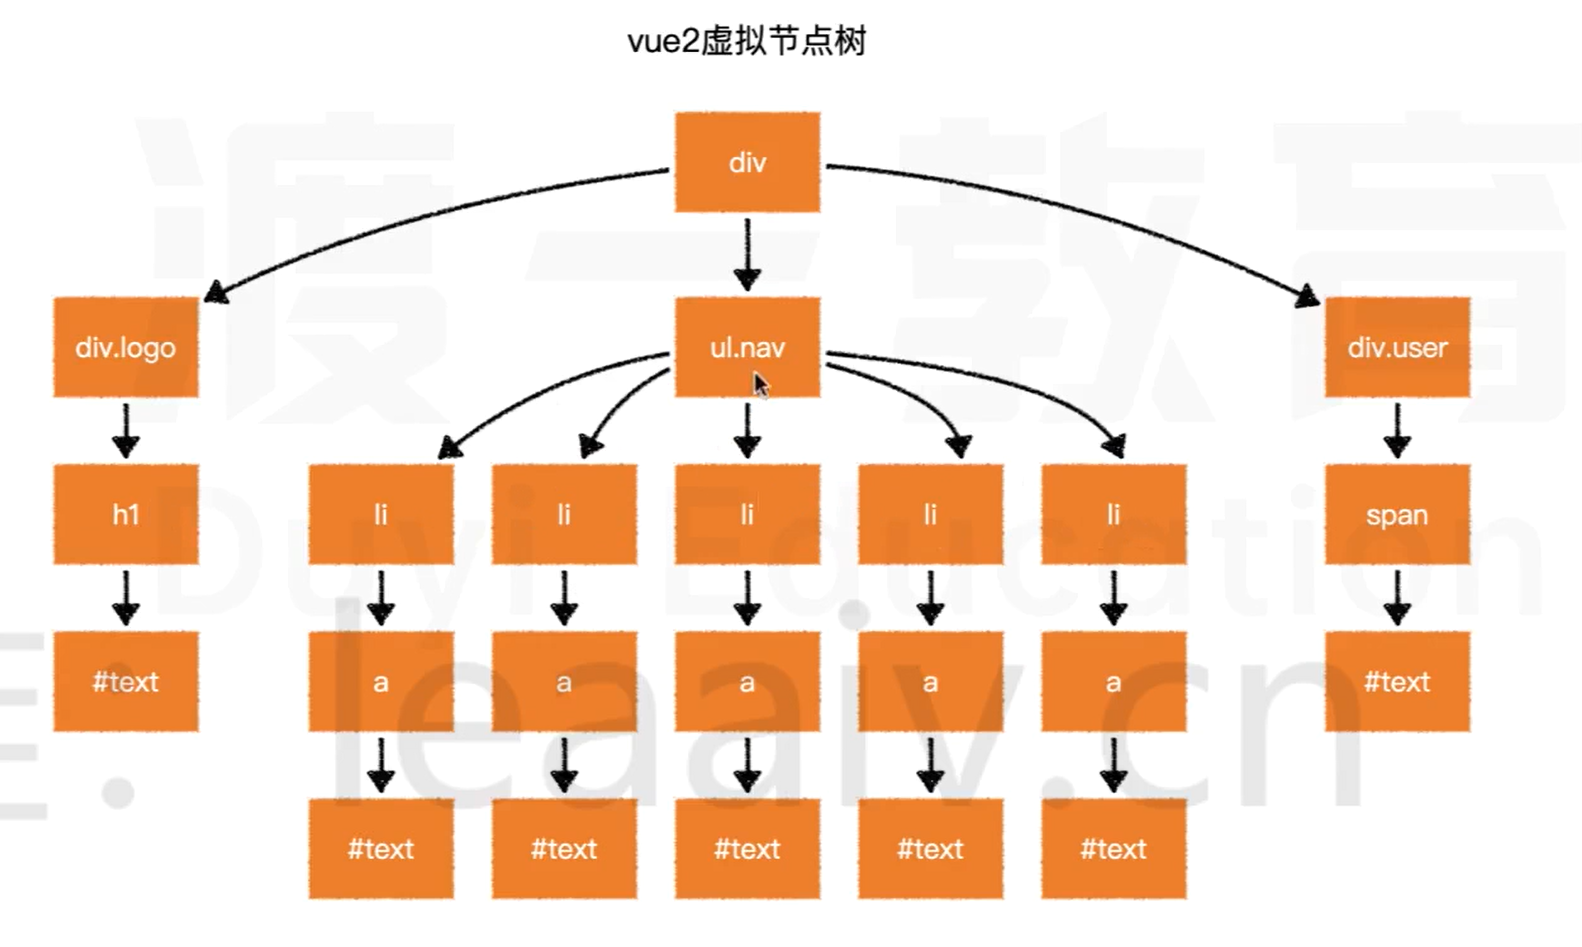 vue2虚拟节点树
渡一教育
div
div.logo
ul.nav
div.user
h1
li
li
li
li
li
span
Duyi Education
#text
a
a
a
a
a
#text
leaaiv.cn
#text
#text
#text
#text
#text